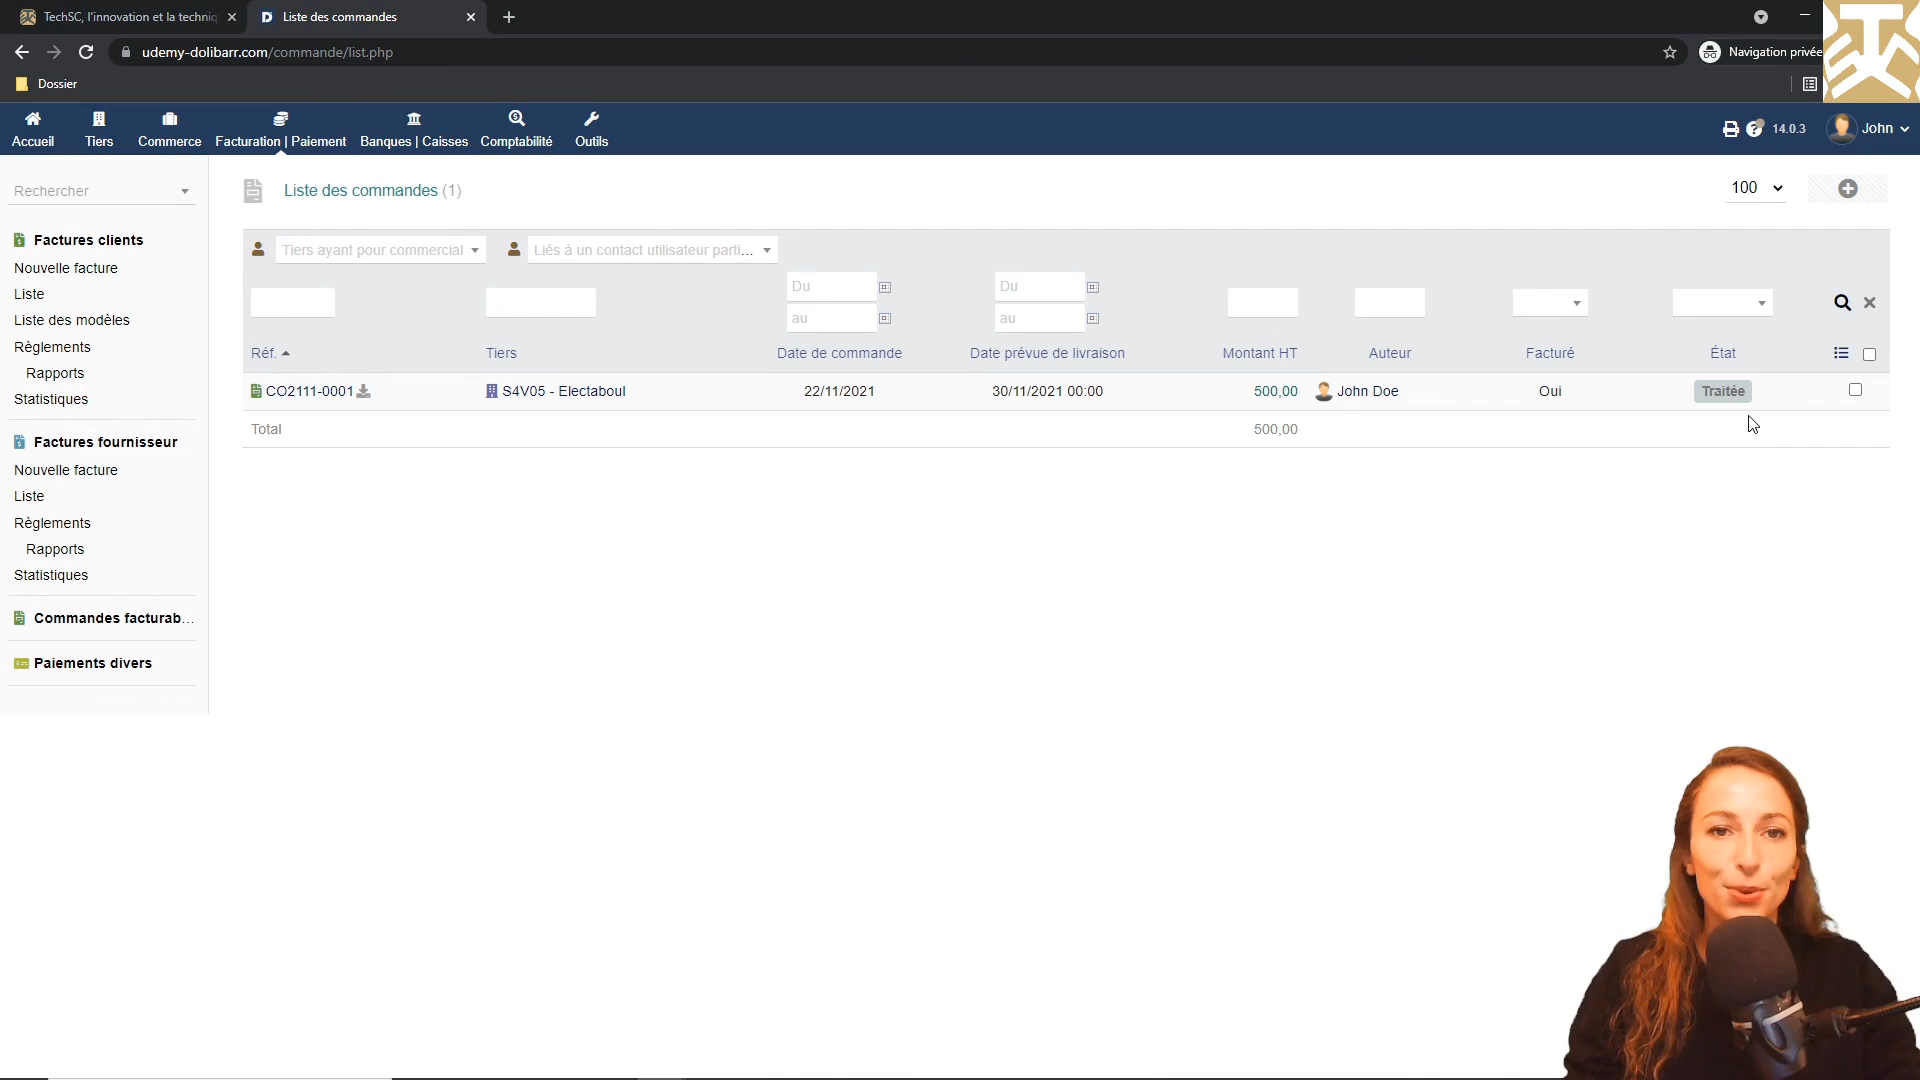 TechSC, l'innovation et la techniq
Liste des commandes
udemy-dolibarr.com/commande/list.php
Navigation privée
Dossier
Accueil
Tiers
Commerce
Facturation | Paiement
Banques | Caisses
Comptabilité
Outils
14.0.3
John
Rechercher
Factures clients
Nouvelle facture
Liste
Liste des modèles
Règlements
Rapports
Statistiques
Factures fournisseur
Nouvelle facture
Liste
Règlements
Rapports
Statistiques
Commandes facturab...
Paiements divers
Liste des commandes (1)
100
Tiers ayant pour commercial
Liés à un contact utilisateur parti...
Du
Du
au
au
Réf. Tiers Date de commande Date prévue de livraison Montant HT Auteur Facturé État
CO2111-0001 S4V05 - Electaboul 22/11/2021 30/11/2021 00:00 500,00 John Doe Oui Traitée
Total 500,00